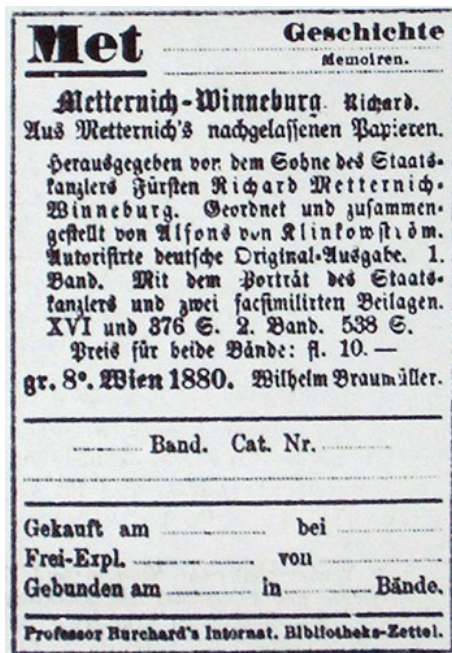 Met
Geschichte
Memoiren.
Metternich-Winneburg. Richard.
Aus Metternich's nachgelassenen Papieren.
Herausgegeben von dem Sohne des Staats-
kanzlers Fürsten Richard Metternich-
Winneburg. Geordnet und zusammen-
gestellt von Alfons von Klinkowström.
Autorisirte deutsche Original-Ausgabe. 1.
Band. Mit dem Porträt des Staats-
kanzlers und zwei facsimilirten Beilagen.
XVI und 376 S. 2. Band. 538 S.
Preis für beide Bände: fl. 10.—
gr. 8°. Wien 1880. Wilhelm Braumüller.
Band. Cat. Nr.
Gekauft am bei
Frei-Expl. von
Gebunden am in Bände.
Professor Burchard's Internat. Bibliotheks-Zettel.